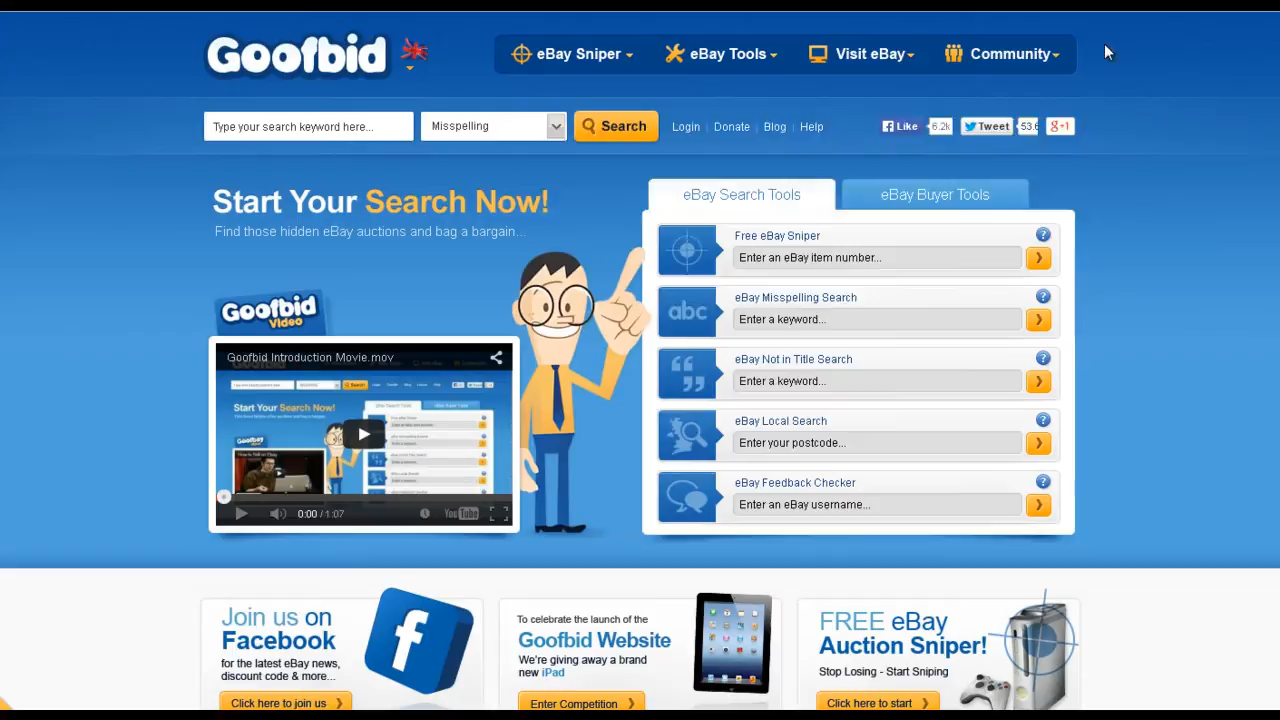 Goofbid
eBay Sniper
eBay Tools
Visit eBay
Community
Type your search keyword here...
Misspelling
Search
Login
Donate
Blog
Help
Like
6.2k
Tweet
g+1
Start Your Search Now!
Find those hidden eBay auctions and bag a bargain...
eBay Search Tools
eBay Buyer Tools
Free eBay Sniper
?
Enter an eBay item number...
abc
eBay Misspelling Search
?
Enter a keyword...
eBay Not in Title Search
?
Enter a keyword...
eBay Local Search
?
Enter your postcode...
eBay Feedback Checker
?
Enter an eBay username...
Goofbid
Video
Goofbid Introduction Movie.mov
Start Your Search Now!
0:00 / 1:07
YouTube
Join us on
Facebook
for the latest eBay news,
discount code & more...
Click here to join us
To celebrate the launch of the
Goofbid Website
We're giving away a brand
new iPad
Enter Competition
FREE eBay
Auction Sniper!
Stop Losing - Start Sniping
Click here to start